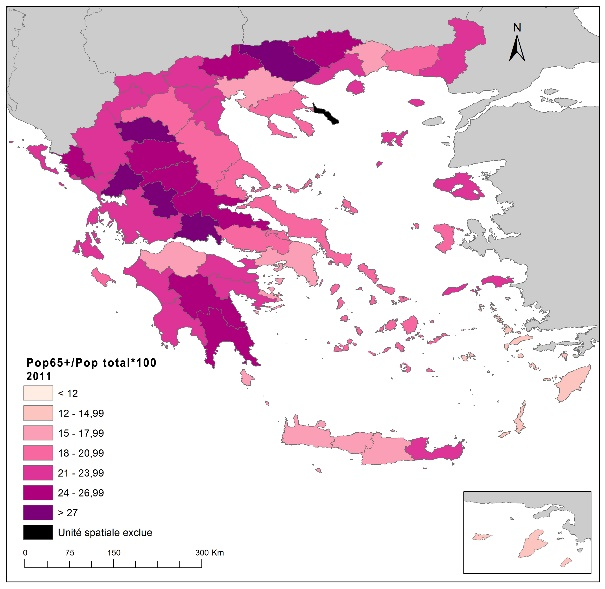 N
Pop65+/Pop total*100
2011
< 12
12 - 14,99
15 - 17,99
18 - 20,99
21 - 23,99
24 - 26,99
> 27
Unité spatiale exclue
0 75 150 300 Km